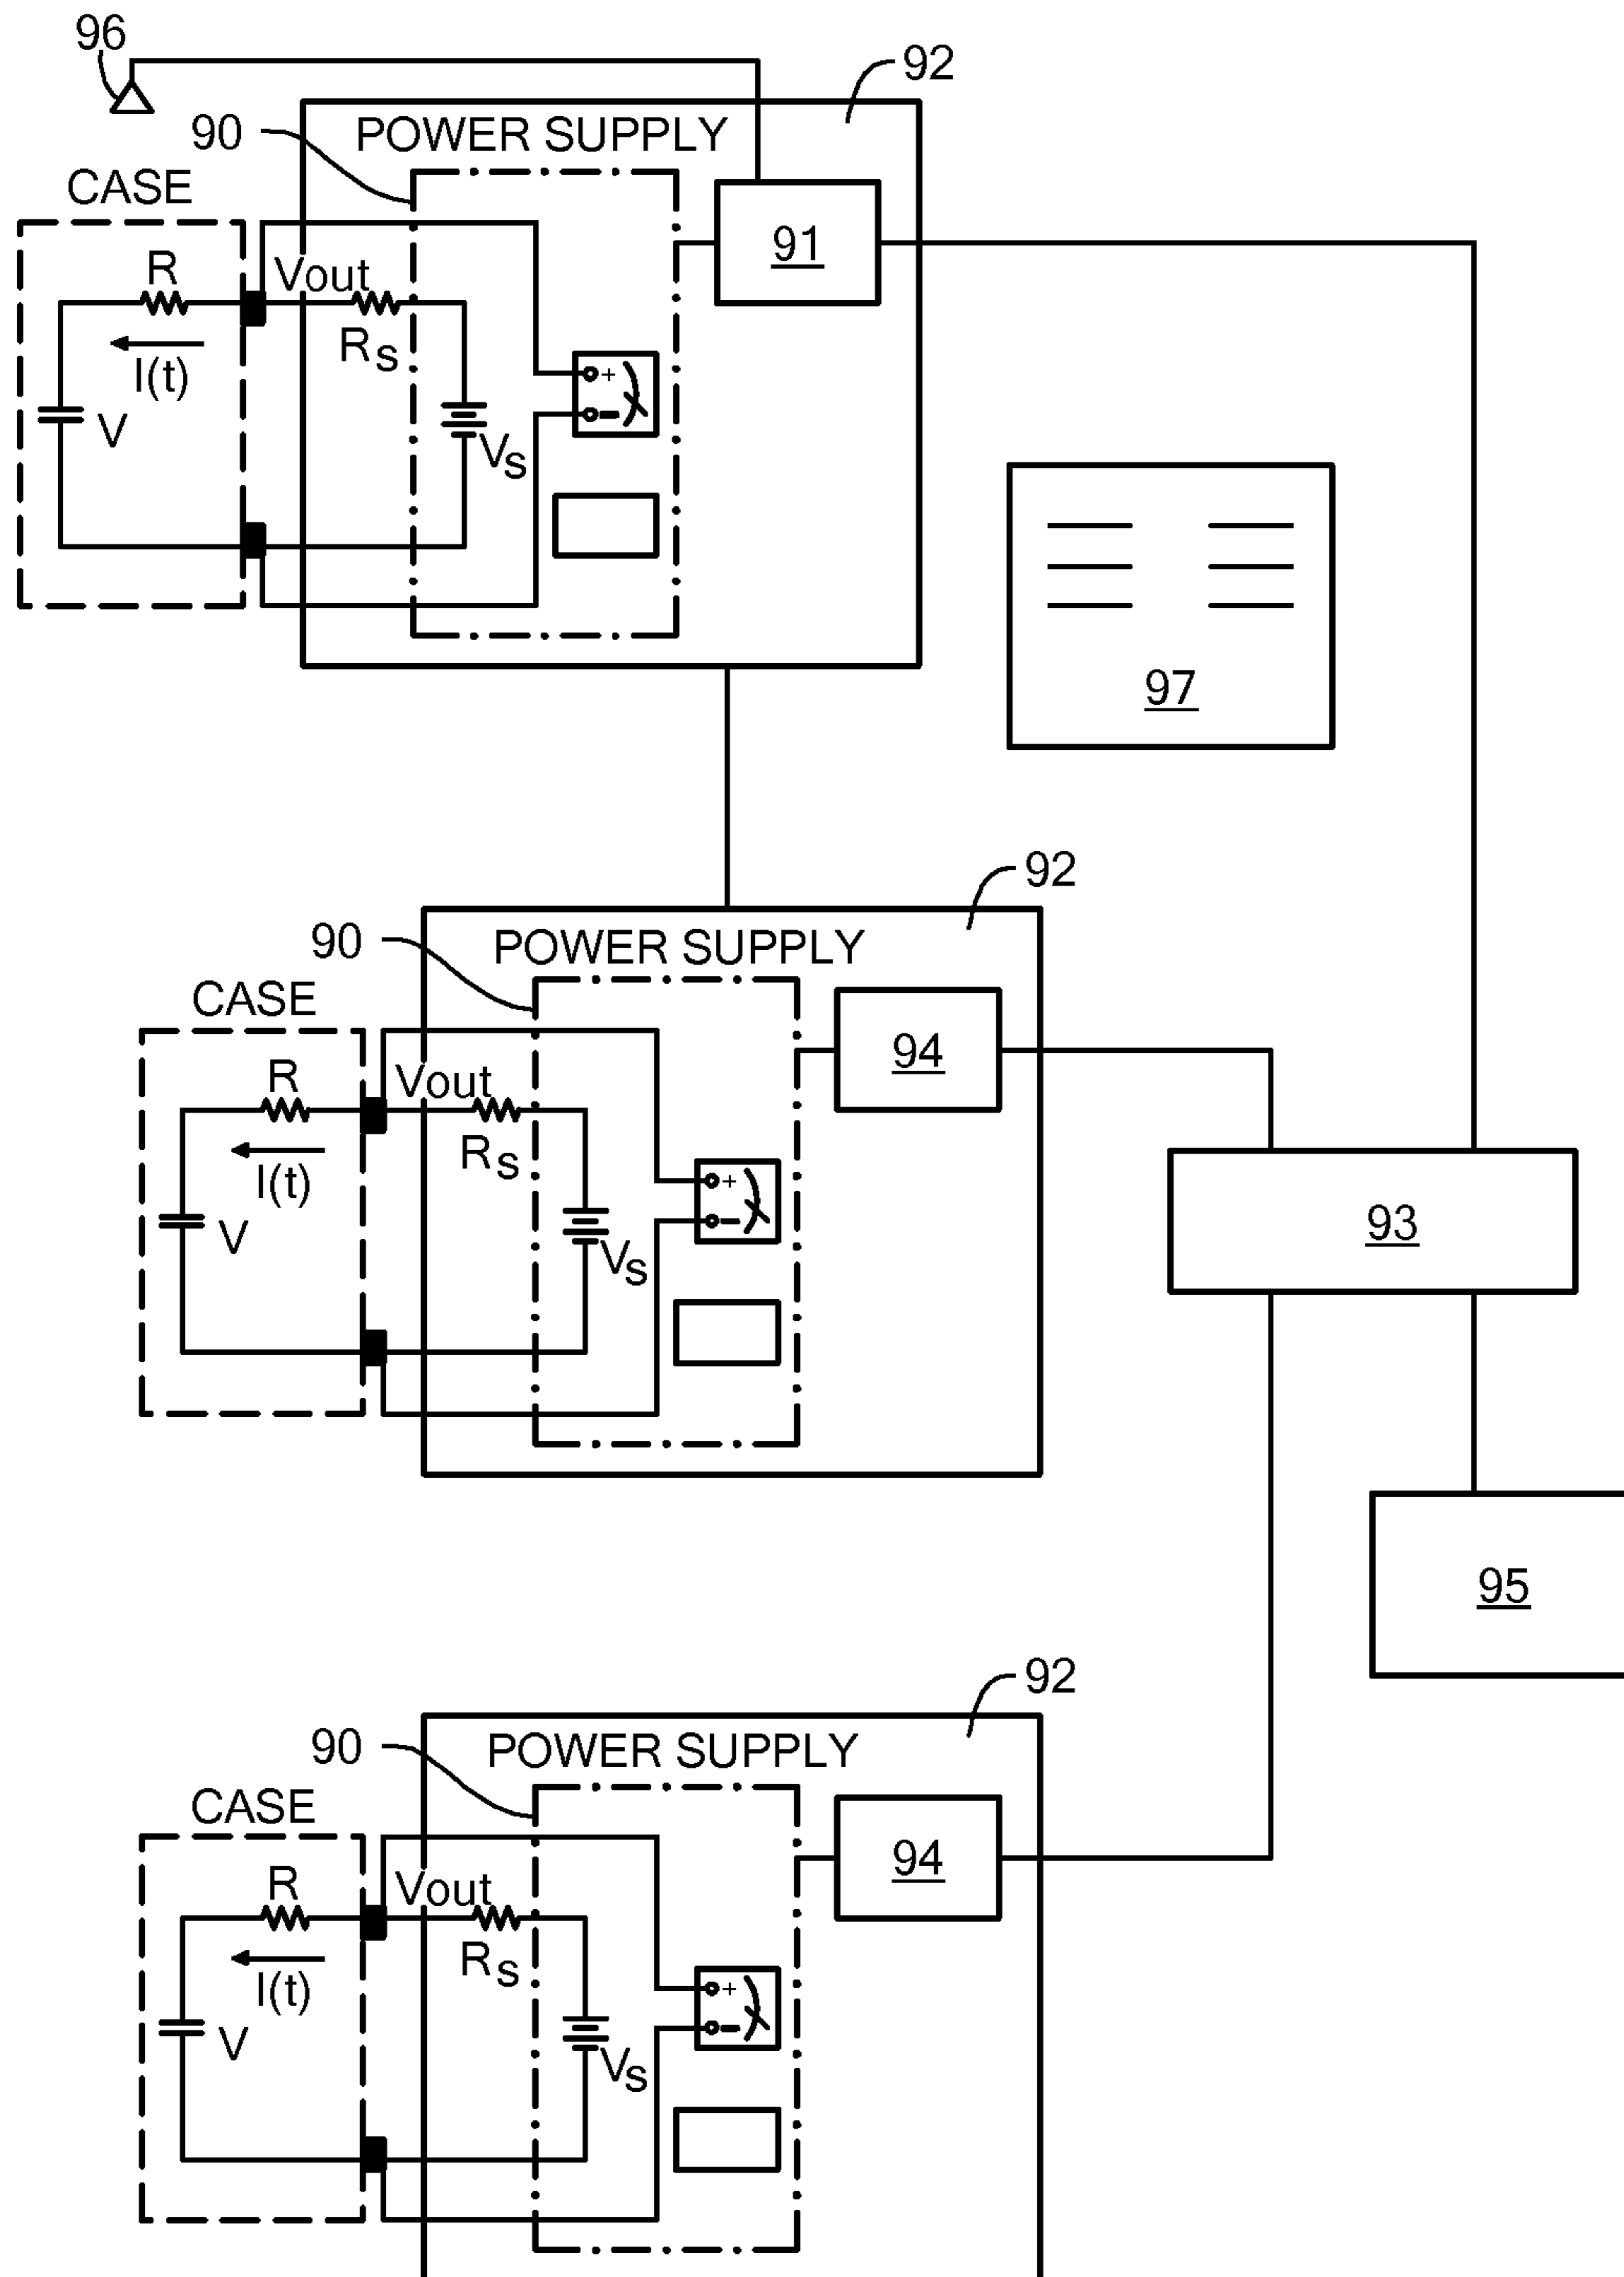 96
92
90
POWER SUPPLY
CASE
91
R
Vout
Rs
I(t)
+
V
Vs
97
92
90
POWER SUPPLY
CASE
94
R
Vout
Rs
I(t)
+
V
Vs
93
95
92
90
POWER SUPPLY
CASE
94
R
Vout
Rs
I(t)
+
V
Vs